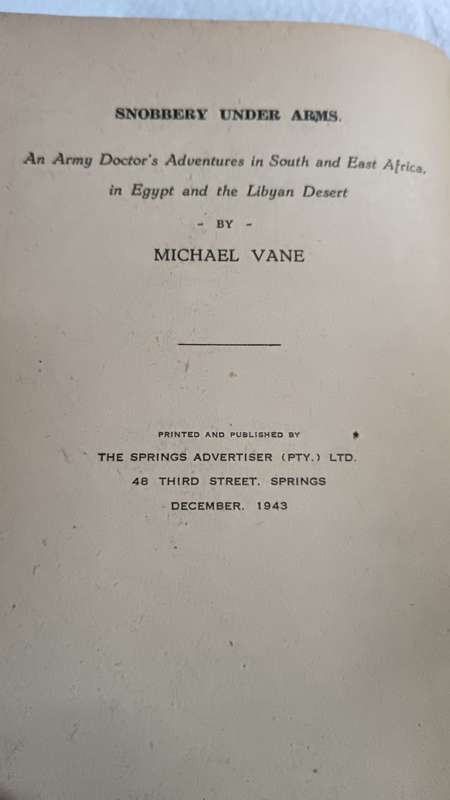 SNOBBERY UNDER ARMS.
An Army Doctor's Adventures in South and East Africa,
in Egypt and the Libyan Desert
- BY -
MICHAEL VANE
PRINTED AND PUBLISHED BY
THE SPRINGS ADVERTISER (PTY.) LTD.
48 THIRD STREET, SPRINGS
DECEMBER, 1943